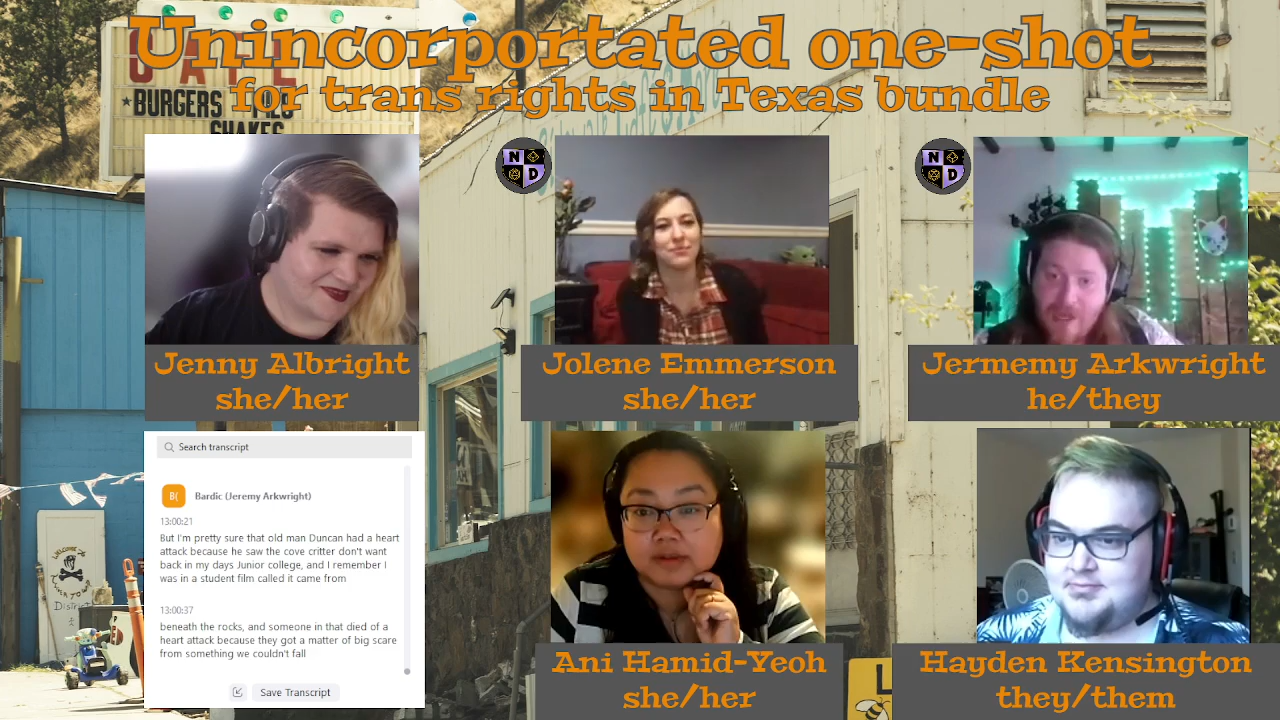 Unincorportated one-shot
for trans rights in Texas bundle
CAFE
★BURGERS PIES
SHAKES
N
D
N
D
Jenny Albright
she/her
Jolene Emmerson
she/her
Jermemy Arkwright
he/they
Search transcript
B(
Bardic (Jeremy Arkwright)
13:00:21
But I'm pretty sure that old man Duncan had a heart
attack because he saw the cove critter don't want
back in my days Junior college, and I remember I
was in a student film called it came from
13:00:37
beneath the rocks, and someone in that died of a
heart attack because they got a matter of big scare
from something we couldn't fall
Save Transcript
Ani Hamid-Yeoh
she/her
Hayden Kensington
they/them
WELCOME
L